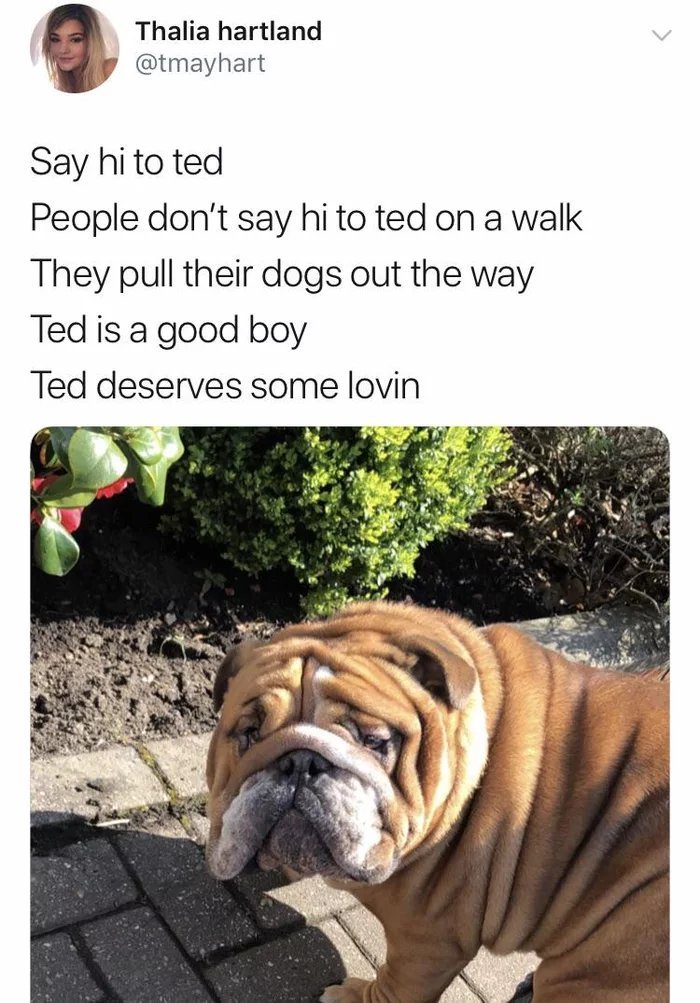 Thalia hartland
@tmayhart
Say hi to ted
People don’t say hi to ted on a walk
They pull their dogs out the way
Ted is a good boy
Ted deserves some lovin